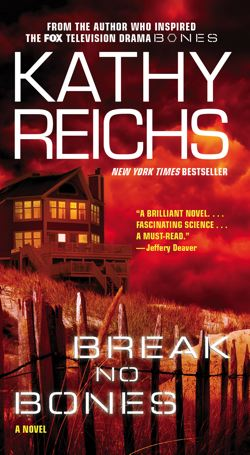 FROM THE AUTHOR WHO INSPIRED
THE FOX TELEVISION DRAMA BONES
KATHY
REICHS
NEW YORK TIMES BESTSELLER
"A BRILLIANT NOVEL. . . .
FASCINATING SCIENCE . . .
A MUST-READ."
—Jeffery Deaver
BREAK
NO
BONES
A NOVEL